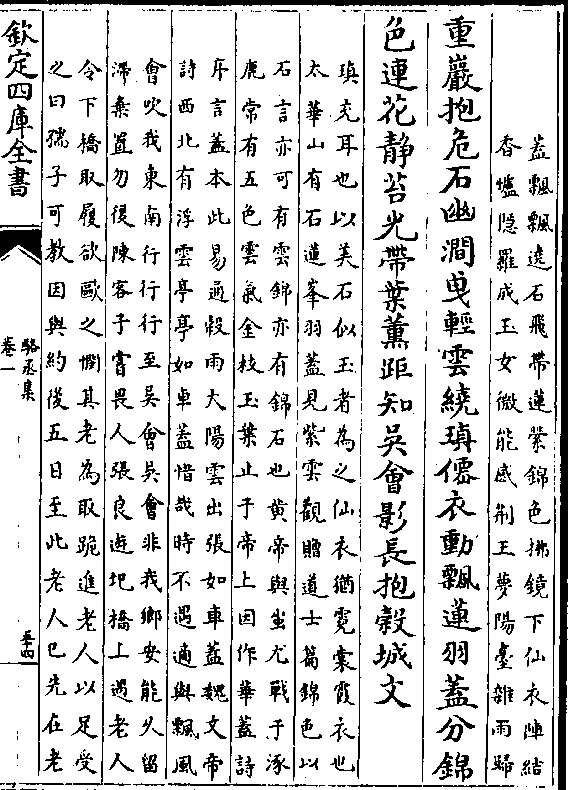 蓋飄飄遶石飛帶蓮縈錦色拂鏡下仙衣陣結
香爐隱羅成玉女微能感荆王夢陽臺雜雨歸
重巖抱危石幽澗曳輕雲繞瑱僊衣動飄蓮羽蓋分錦
色連花静苔光帶葉薰距知吳會影長抱穀城文
瑱充耳也以美石似玉者為之仙衣猶霓裳霞衣也
太華山有石蓮峯羽蓋見紫雲觀贈道士篇錦色以
石言亦可有雲錦亦有錦石也黄帝與蚩尤戰于涿
鹿常有五色雲氣金枝玉葉止于帝上因作華蓋詩
序言蓋本此易通穀雨大陽雲出張如車蓋魏文帝
詩西北有浮雲亭亭如車蓋惜哉時不遇適與飄風
會吹我東南行行行至吳會吳會非我鄉安能久留
滯棄置勿復陳客子常畏人張良遊圯橋上遇老人
令下橋取履欲歐之憫其老為取跪進老人以足受
之曰孺子可教因與約後五日至此老人已先在老
欽定四庫全書
駱丞集
卷一